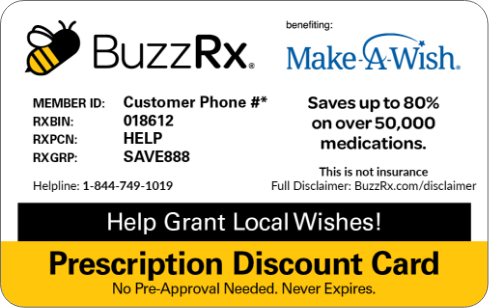 benefiting:
BuzzRx®
Make-A-Wish®
MEMBER ID: Customer Phone #*
RXBIN: 018612
RXPCN: HELP
RXGRP: SAVE888
Helpline: 1-844-749-1019
Saves up to 80%
on over 50,000
medications.
This is not insurance
Full Disclaimer: BuzzRx.com/disclaimer
Help Grant Local Wishes!
Prescription Discount Card
No Pre-Approval Needed. Never Expires.